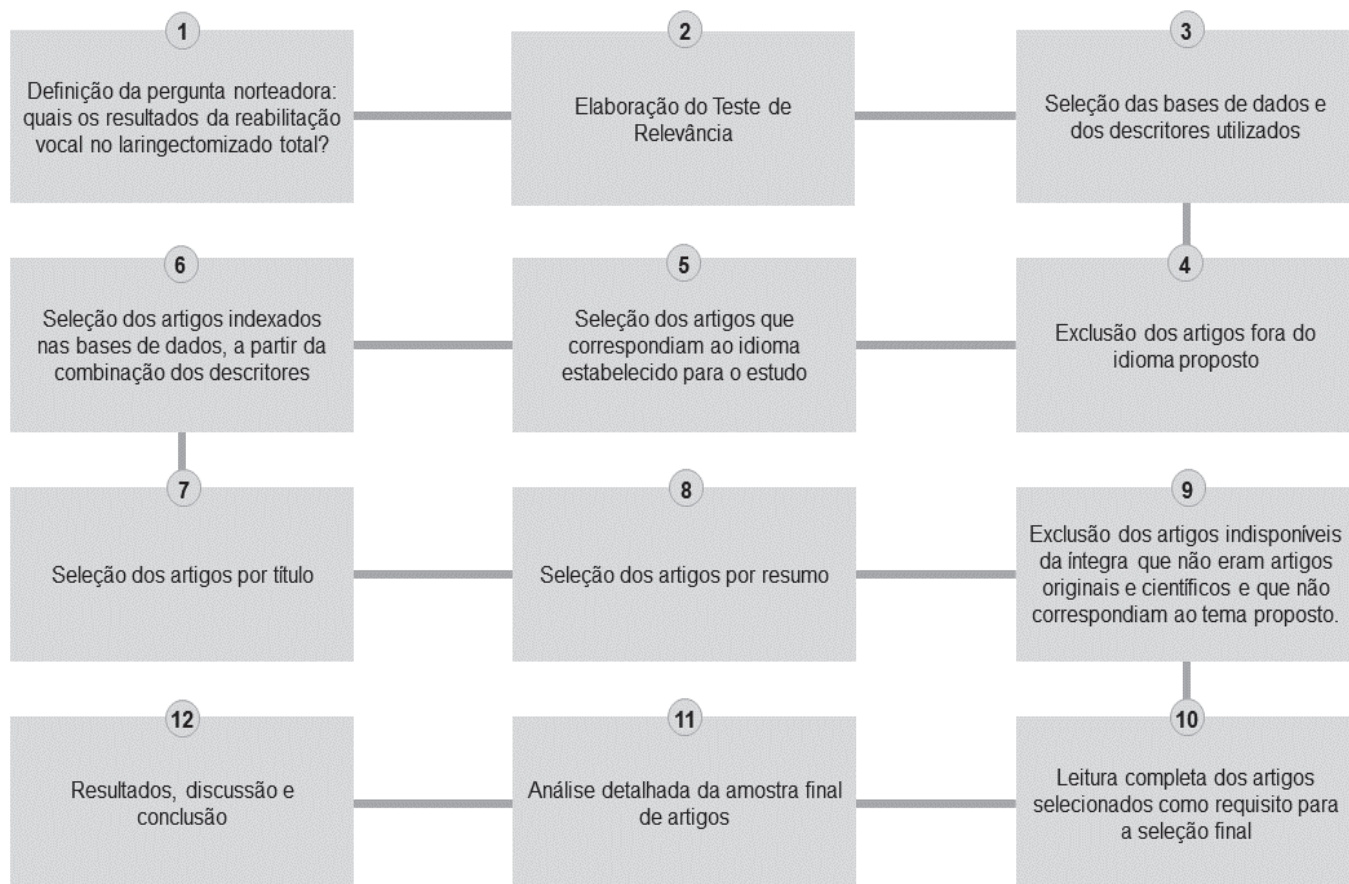 1
Definição da pergunta norteadora:
quais os resultados da reabilitação
vocal no laringectomizado total?
2
Elaboração do Teste de
Relevância
3
Seleção das bases de dados e
dos descritores utilizados
4
Exclusão dos artigos fora do
idioma proposto
5
Seleção dos artigos que
correspondiam ao idioma
estabelecido para o estudo
6
Seleção dos artigos indexados
nas bases de dados, a partir da
combinação dos descritores
7
Seleção dos artigos por título
8
Seleção dos artigos por resumo
9
Exclusão dos artigos indisponíveis
da íntegra que não eram artigos
originais e científicos e que não
correspondiam ao tema proposto.
10
Leitura completa dos artigos
selecionados como requisito para
a seleção final
11
Análise detalhada da amostra final
de artigos
12
Resultados, discussão e
conclusão